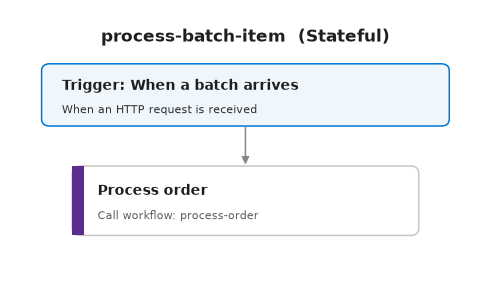 process-batch-item (Stateful)
Trigger: When a batch arrives
When an HTTP request is received
Process order
Call workflow: process-order